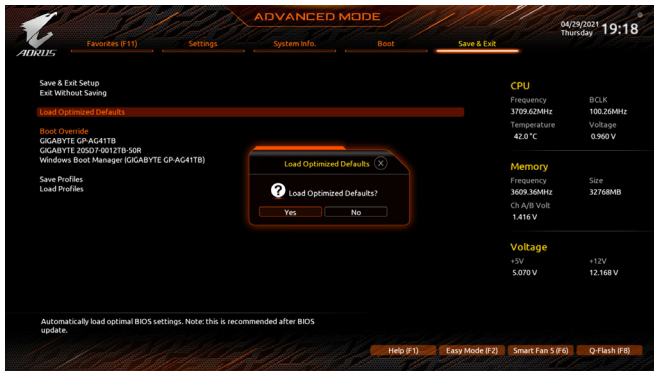 ADVANCED MODE
04/29/2021 Thursday 19:18
AORUS
Favorites (F11) Settings System Info. Boot Save & Exit
Save & Exit Setup
Exit Without Saving
Load Optimized Defaults
Boot Override
GIGABYTE GP-AG41TB
GIGABYTE 20SD7-0012TB-50R
Windows Boot Manager (GIGABYTE GP-AG41TB)
Save Profiles
Load Profiles
Load Optimized Defaults
Load Optimized Defaults?
Yes No
CPU
Frequency BCLK
3709.62MHz 100.26MHz
Temperature Voltage
42.0 °C 0.960 V
Memory
Frequency Size
3609.36MHz 32768MB
Ch A/B Volt
1.416 V
Voltage
+5V +12V
5.070 V 12.168 V
Automatically load optimal BIOS settings. Note: this is recommended after BIOS
update.
Help (F1) Easy Mode (F2) Smart Fan 5 (F6) Q-Flash (F8)